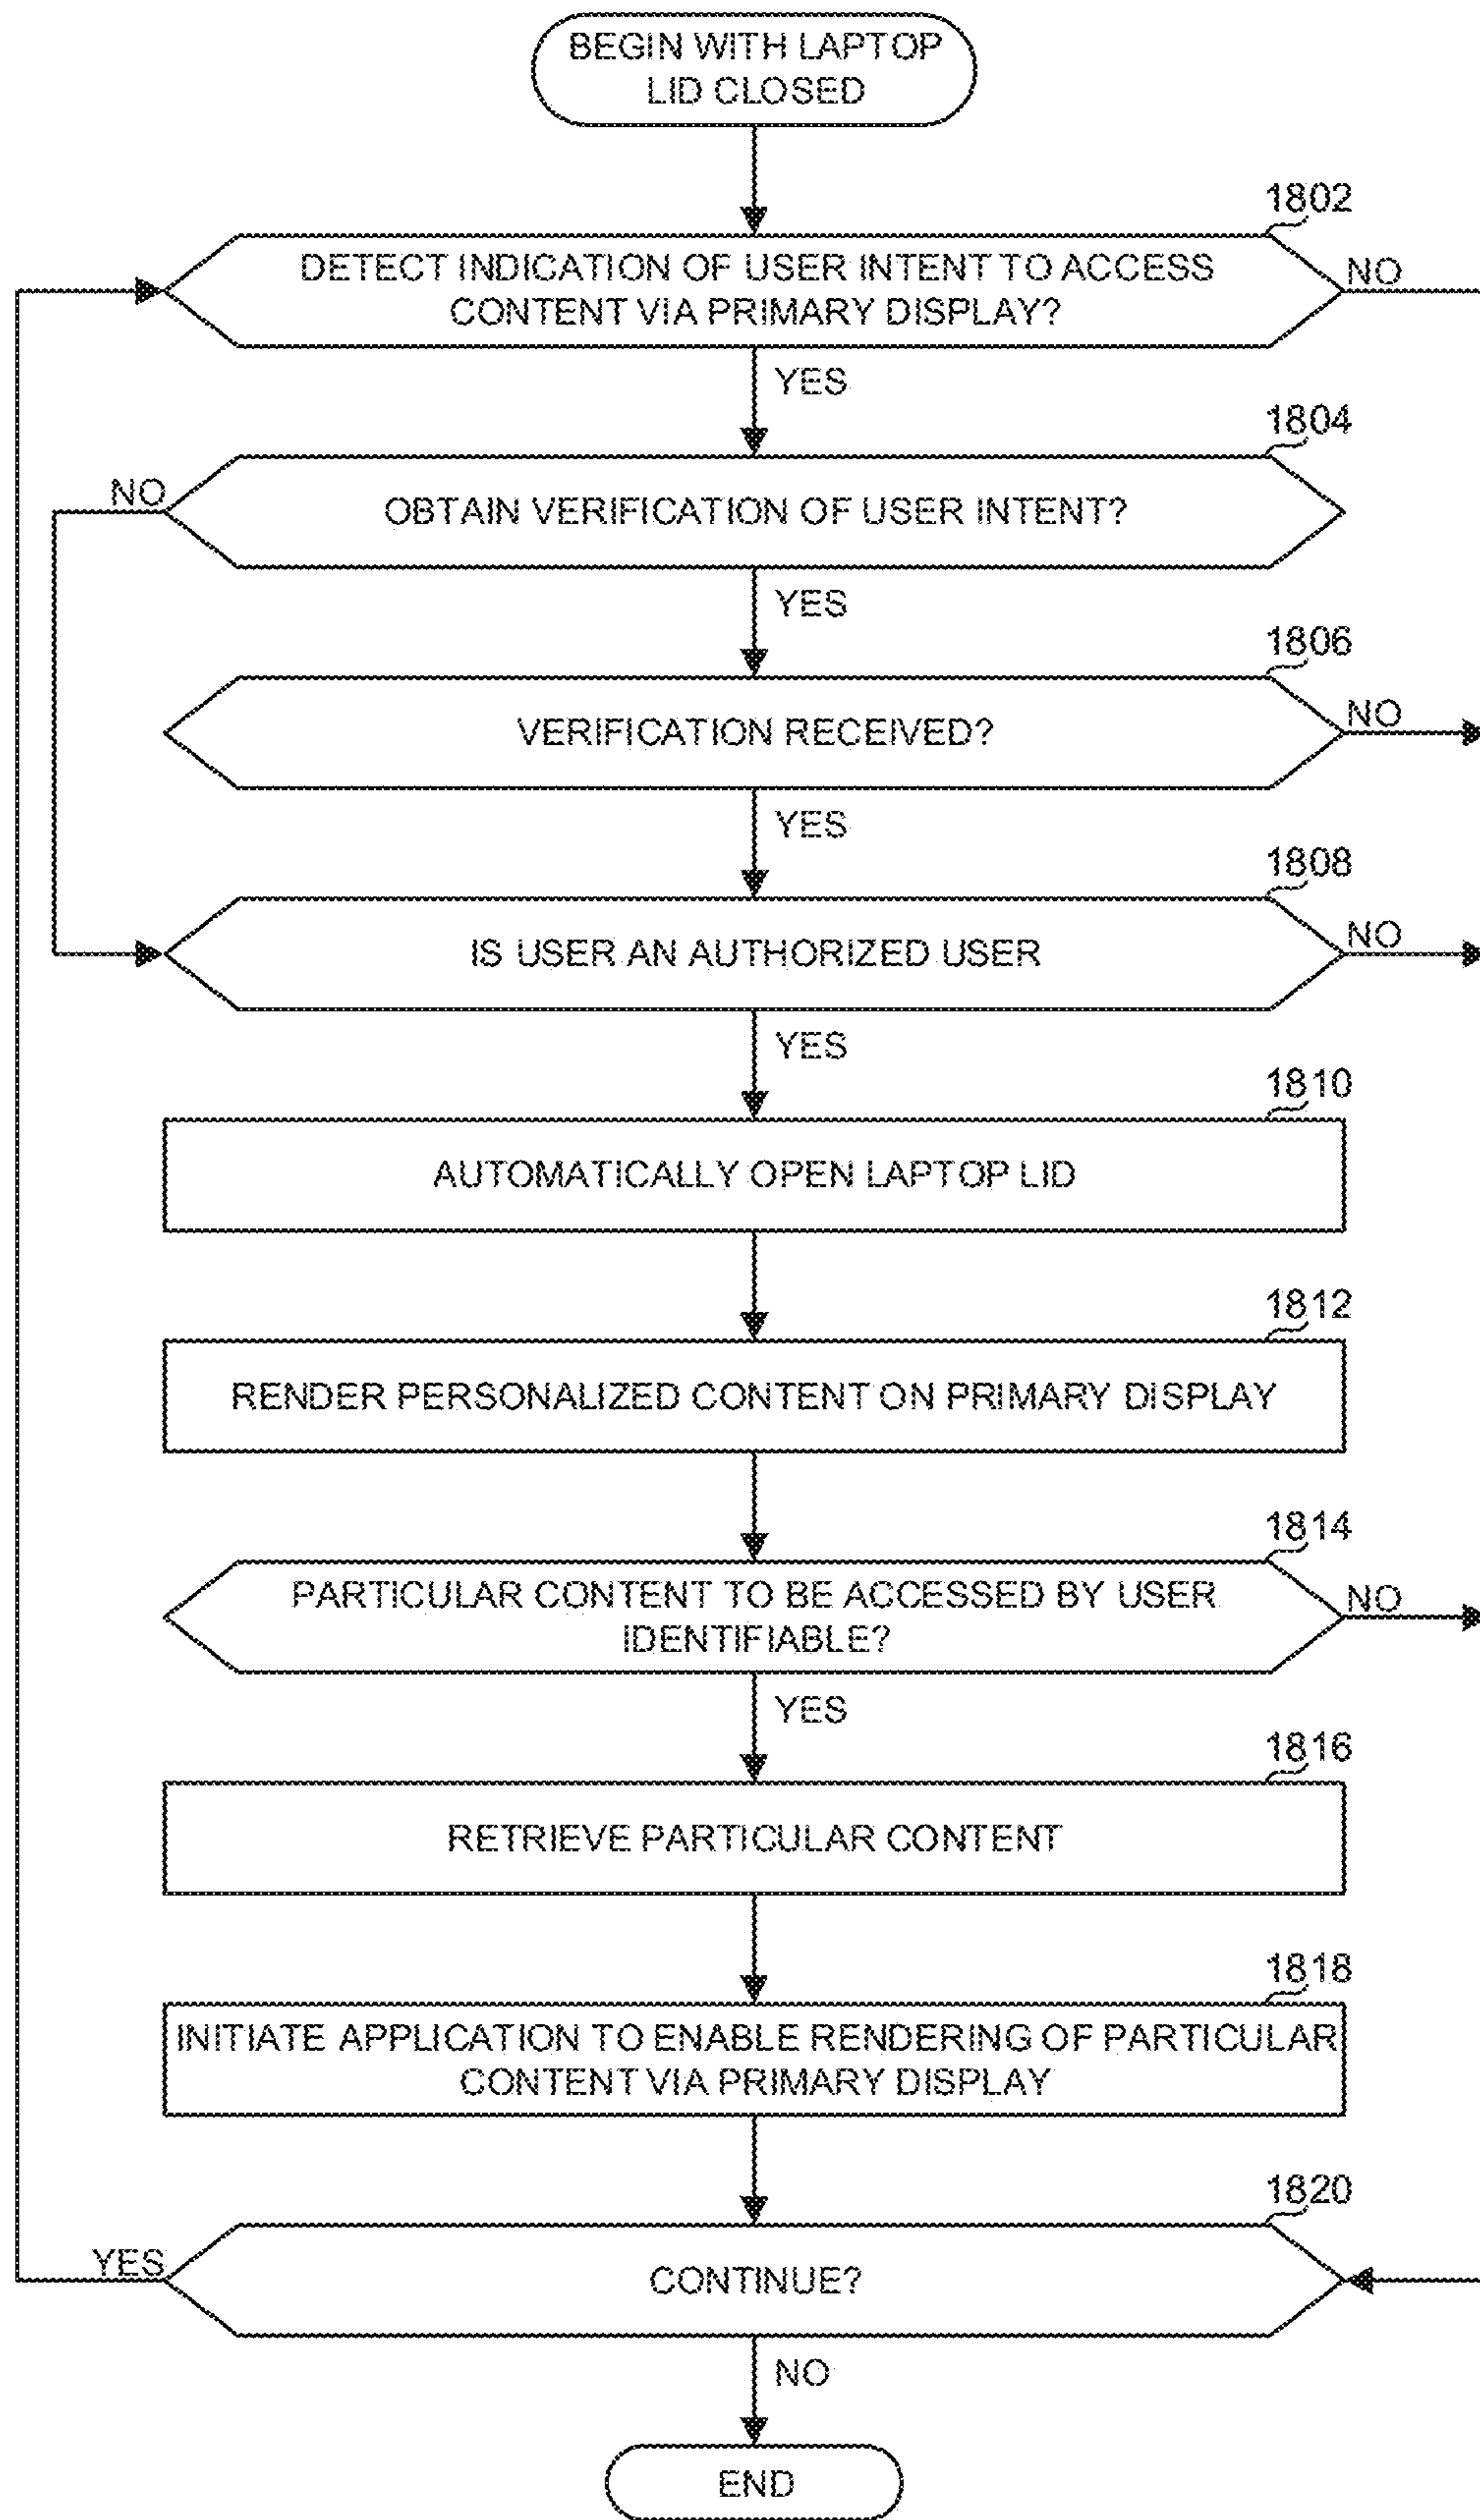 BEGIN WITH LAPTOP
LID CLOSED
1802
DETECT INDICATION OF USER INTENT TO ACCESS
CONTENT VIA PRIMARY DISPLAY?
NO
YES
1804
NO
OBTAIN VERIFICATION OF USER INTENT?
YES
1806
VERIFICATION RECEIVED?
NO
YES
1808
IS USER AN AUTHORIZED USER
NO
YES
1810
AUTOMATICALLY OPEN LAPTOP LID
1812
RENDER PERSONALIZED CONTENT ON PRIMARY DISPLAY
1814
PARTICULAR CONTENT TO BE ACCESSED BY USER
IDENTIFIABLE?
NO
YES
1816
RETRIEVE PARTICULAR CONTENT
1818
INITIATE APPLICATION TO ENABLE RENDERING OF PARTICULAR
CONTENT VIA PRIMARY DISPLAY
1820
YES
CONTINUE?
NO
END